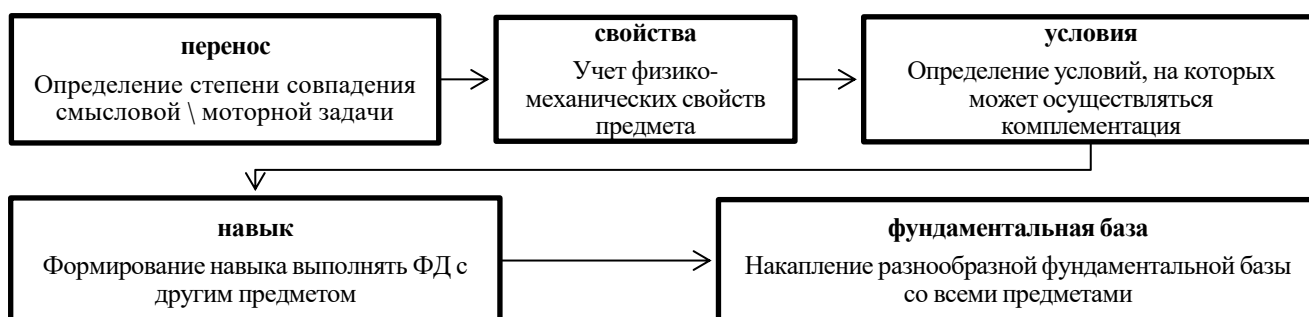 перенос
Определение степени совпадения
смысловой \ моторной задачи
свойства
Учет физико-
механических свойств
предмета
условия
Определение условий, на которых
может осуществляться
комплементация
навык
Формирование навыка выполнять ФД с
другим предметом
фундаментальная база
Накапление разнообразной фундаментальной базы
со всеми предметами